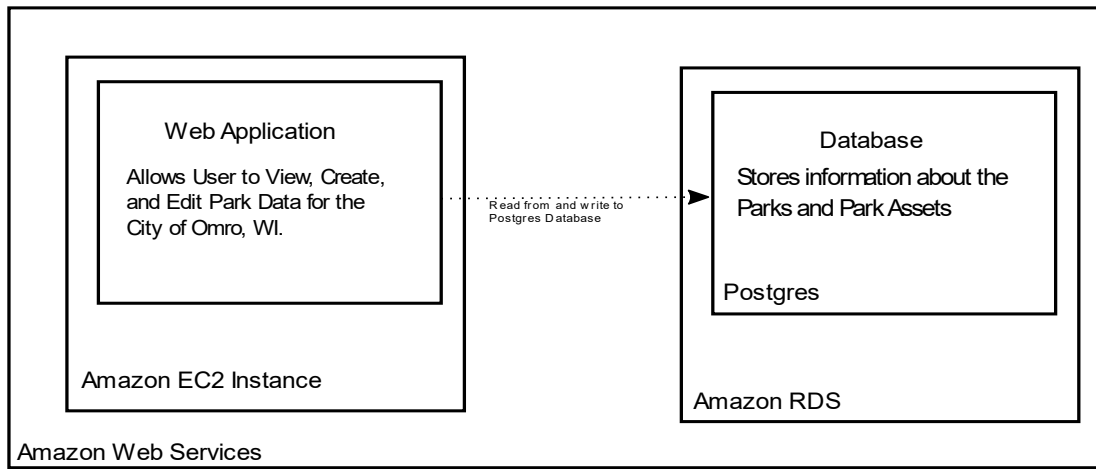 Web Application
Allows User to View, Create,
and Edit Park Data for the
City of Omro, WI.
Amazon EC2 Instance
Read from and write to
Postgres Database
Database
Stores information about the
Parks and Park Assets
Postgres
Amazon RDS
Amazon Web Services